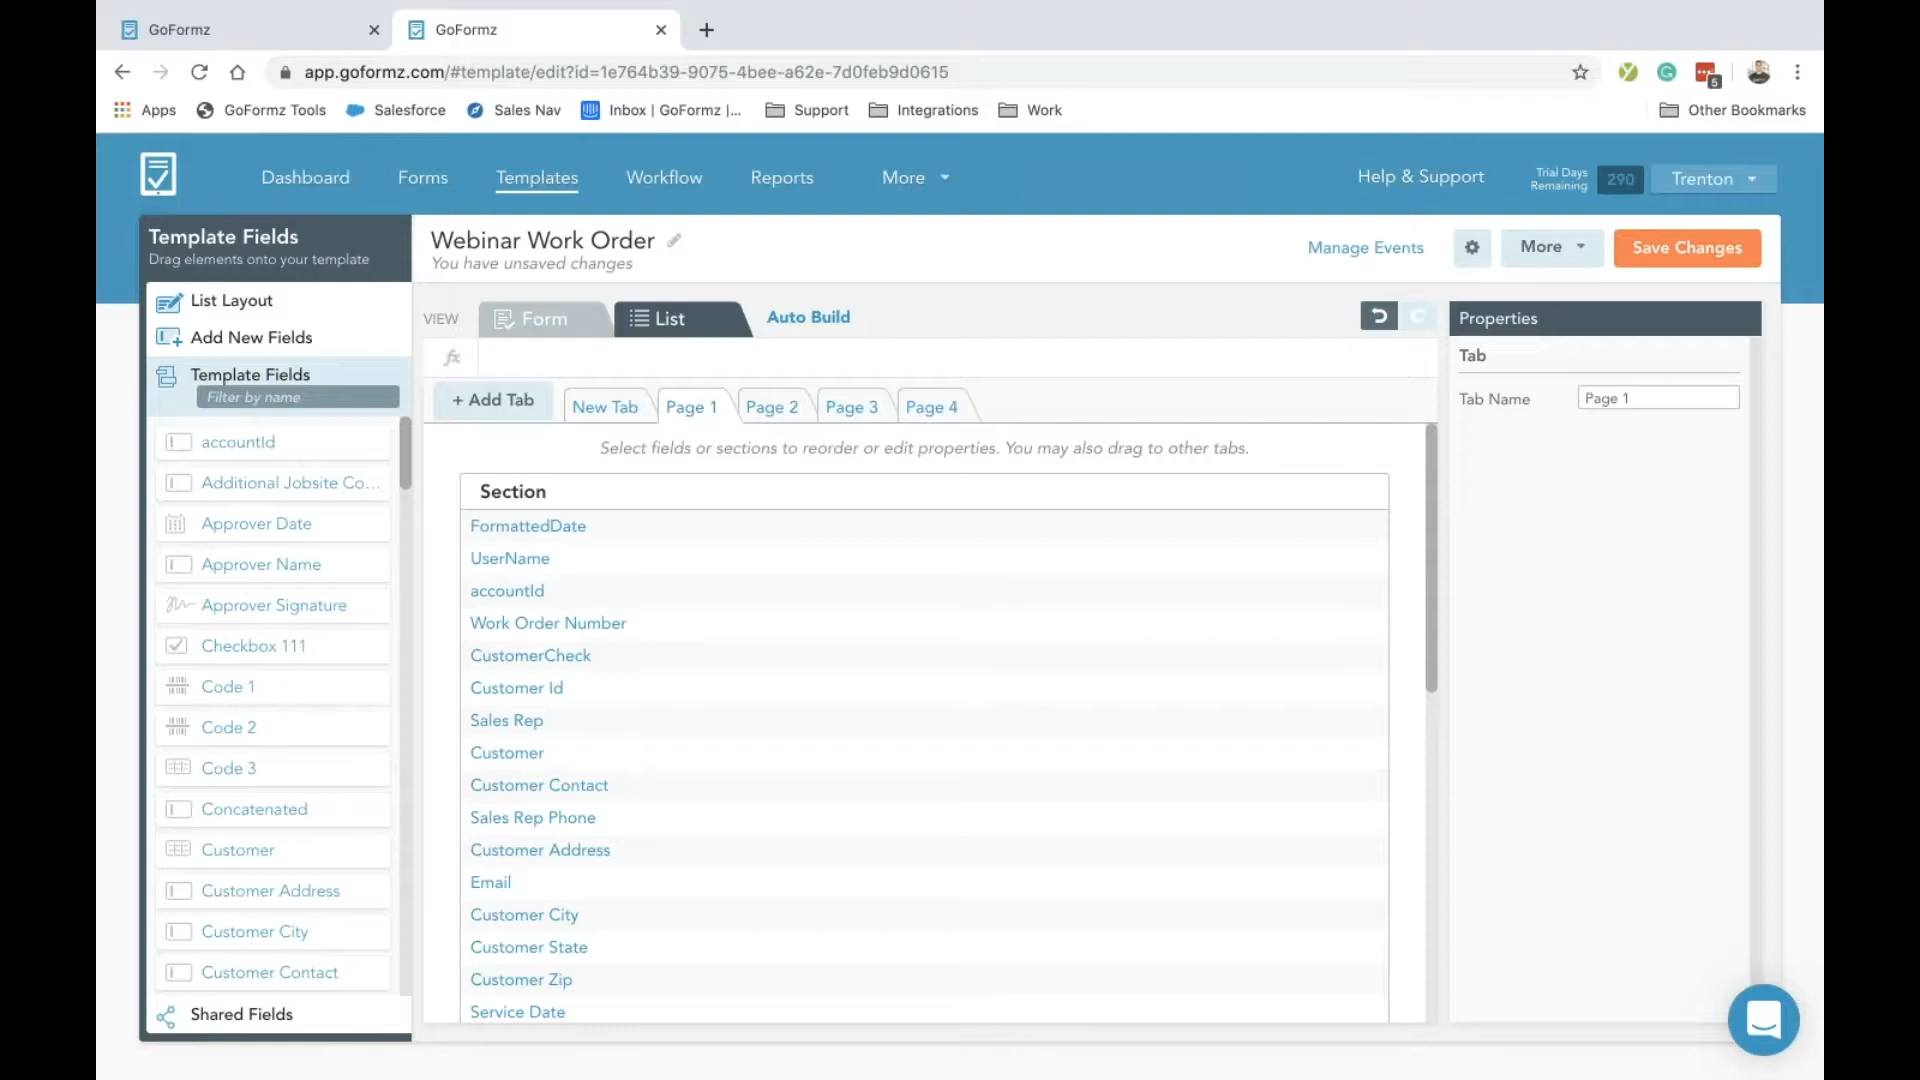 GoFormz
GoFormz
app.goformz.com/#template/edit?id=1e764b39-9075-4bee-a62e-7d0feb9d0615
5
Apps
GoFormz Tools
Salesforce
Sales Nav
Inbox | GoFormz |...
Support
Integrations
Work
Other Bookmarks
Dashboard
Forms
Templates
Workflow
Reports
More
Help & Support
Trial Days
Remaining
290
Trenton
Template Fields
Drag elements onto your template
Webinar Work Order
You have unsaved changes
Manage Events
More
Save Changes
List Layout
Add New Fields
Template Fields
Filter by name
accountId
Additional Jobsite Co...
Approver Date
Approver Name
Approver Signature
Checkbox 111
Code 1
Code 2
Code 3
Concatenated
Customer
Customer Address
Customer City
Customer Contact
Shared Fields
VIEW
Form
List
Auto Build
fx
+ Add Tab
New Tab
Page 1
Page 2
Page 3
Page 4
Select fields or sections to reorder or edit properties. You may also drag to other tabs.
Section
FormattedDate
UserName
accountId
Work Order Number
CustomerCheck
Customer Id
Sales Rep
Customer
Customer Contact
Sales Rep Phone
Customer Address
Email
Customer City
Customer State
Customer Zip
Service Date
Properties
Tab
Tab Name
Page 1